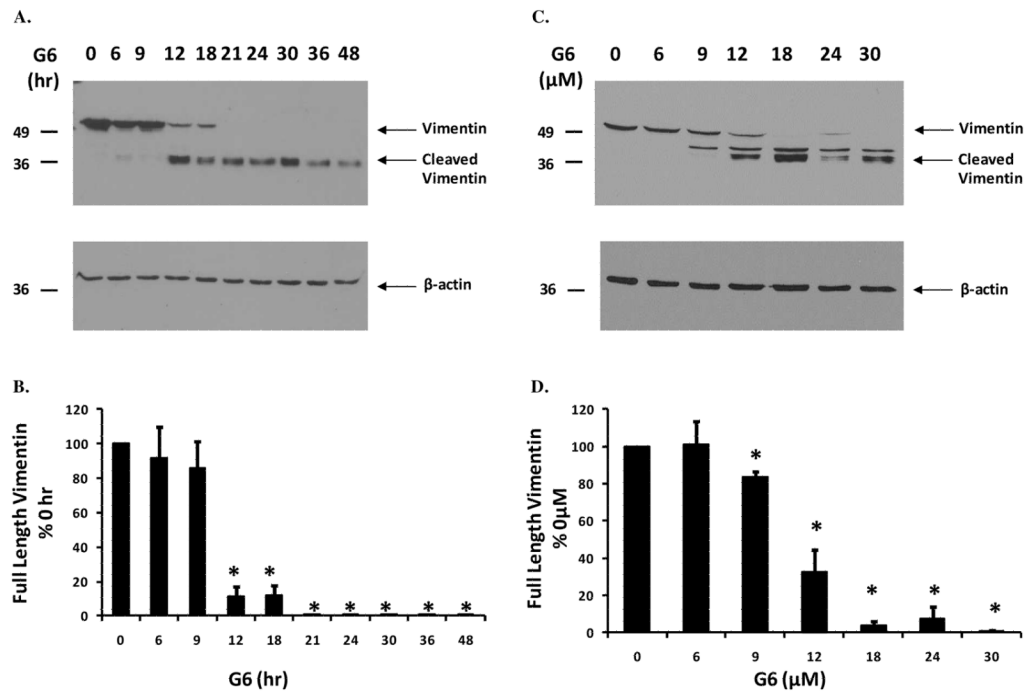 A.
G6 (hr) 0 6 9 12 18 21 24 30 36 48
49
36
Vimentin
Cleaved
Vimentin
36
β-actin
C.
G6 (μM) 0 6 9 12 18 24 30
49
36
Vimentin
Cleaved
Vimentin
36
β-actin
B.
Full Length Vimentin
% 0 hr
120
100
80
60
40
20
0
* * * * * * *
0 6 9 12 18 21 24 30 36 48
G6 (hr)
D.
Full Length Vimentin
% 0μM
120
100
80
60
40
20
0
* * * * *
0 6 9 12 18 24 30
G6 (μM)